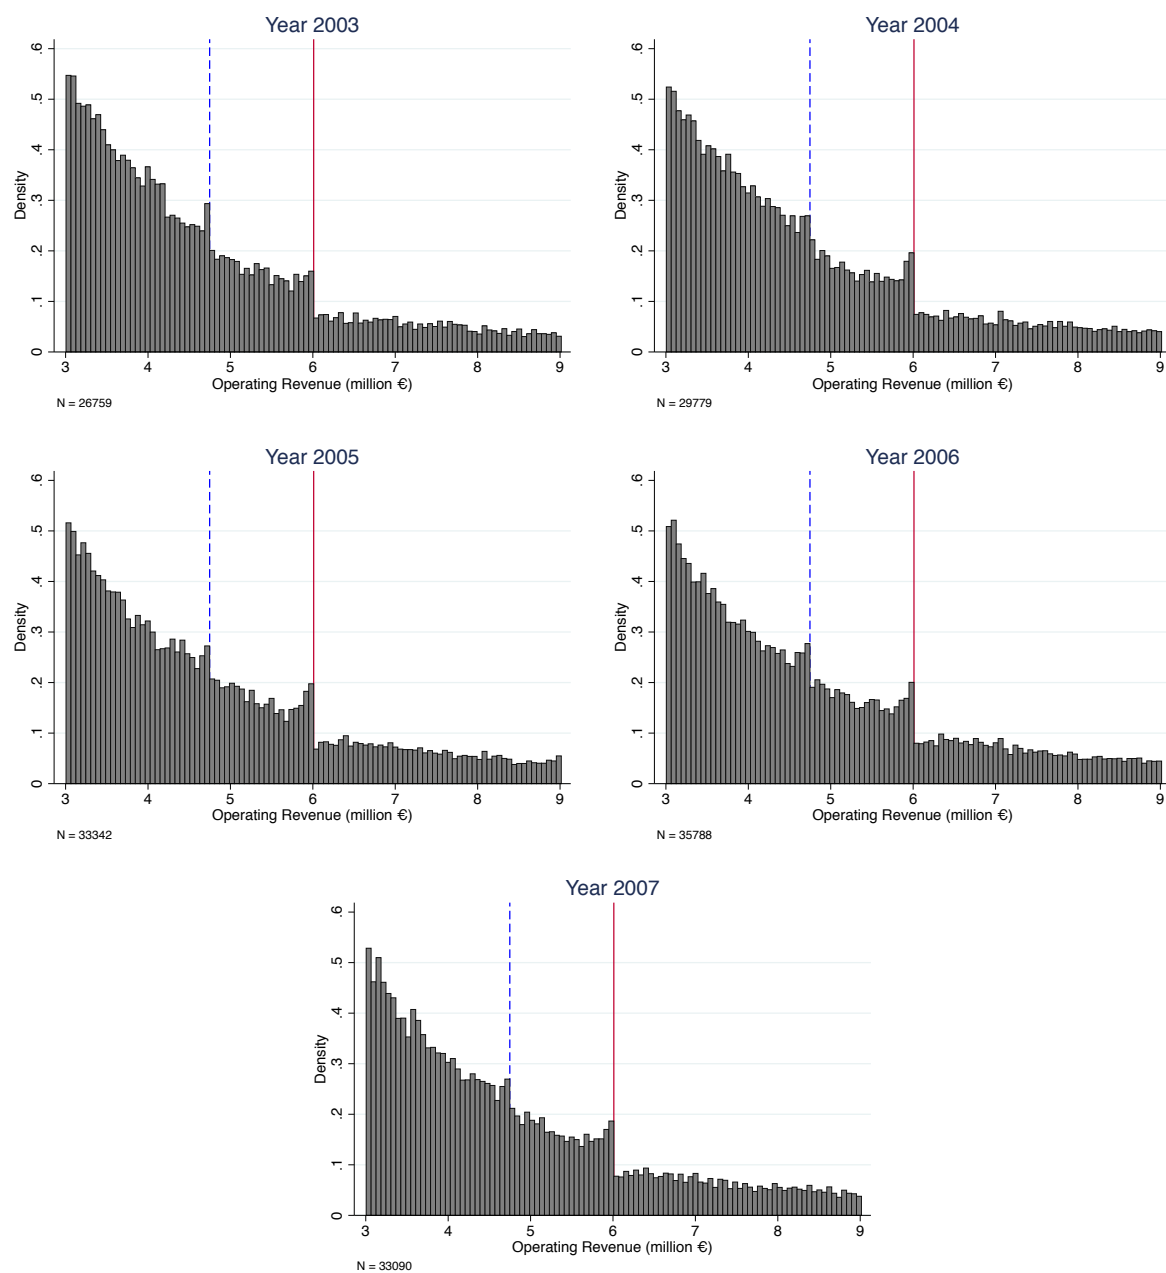 Year 2003
.6
.5
.4
.3
.2
.1
0
Density
3 4 5 6 7 8 9
Operating Revenue (million €)
N = 26759
Year 2004
.6
.5
.4
.3
.2
.1
0
Density
3 4 5 6 7 8 9
Operating Revenue (million €)
N = 29779
Year 2005
.6
.5
.4
.3
.2
.1
0
Density
3 4 5 6 7 8 9
Operating Revenue (million €)
N = 33342
Year 2006
.6
.5
.4
.3
.2
.1
0
Density
3 4 5 6 7 8 9
Operating Revenue (million €)
N = 35788
Year 2007
.6
.5
.4
.3
.2
.1
0
Density
3 4 5 6 7 8 9
Operating Revenue (million €)
N = 33090